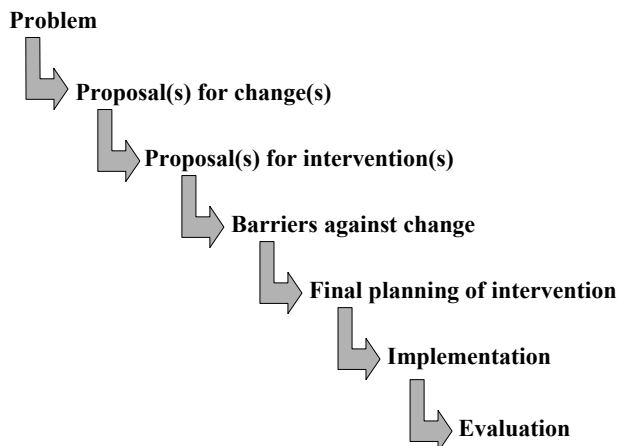 Problem
Proposal(s) for change(s)
Proposal(s) for intervention(s)
Barriers against change
Final planning of intervention
Implementation
Evaluation